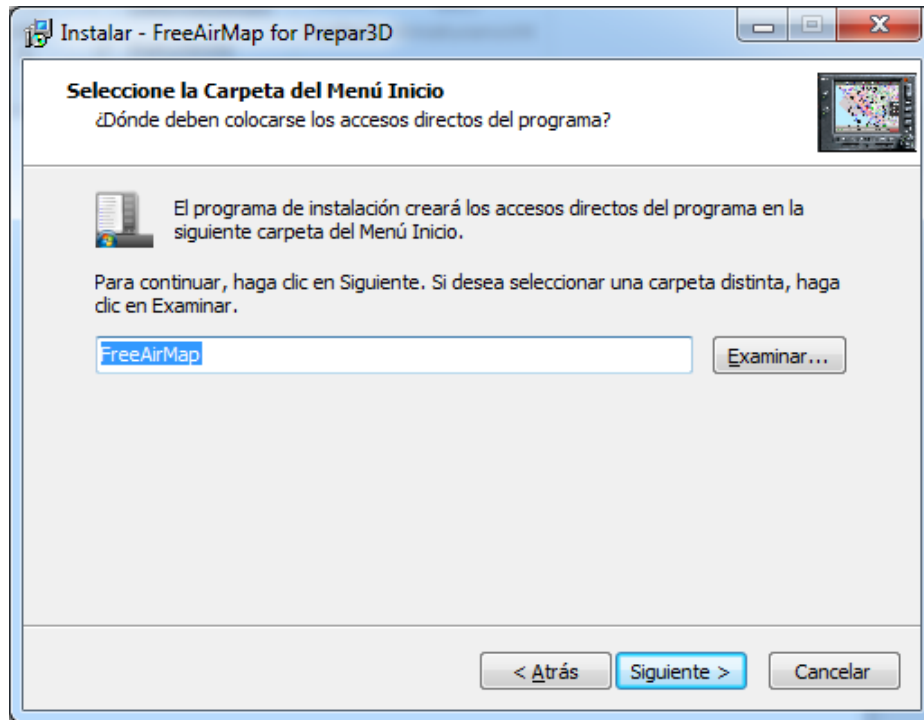 Instalar - FreeAirMap for Prepar3D
Seleccione la Carpeta del Menú Inicio
¿Dónde deben colocarse los accesos directos del programa?
El programa de instalación creará los accesos directos del programa en la
siguiente carpeta del Menú Inicio.
Para continuar, haga clic en Siguiente. Si desea seleccionar una carpeta distinta, haga
clic en Examinar.
FreeAirMap
Examinar...
< Atrás
Siguiente >
Cancelar